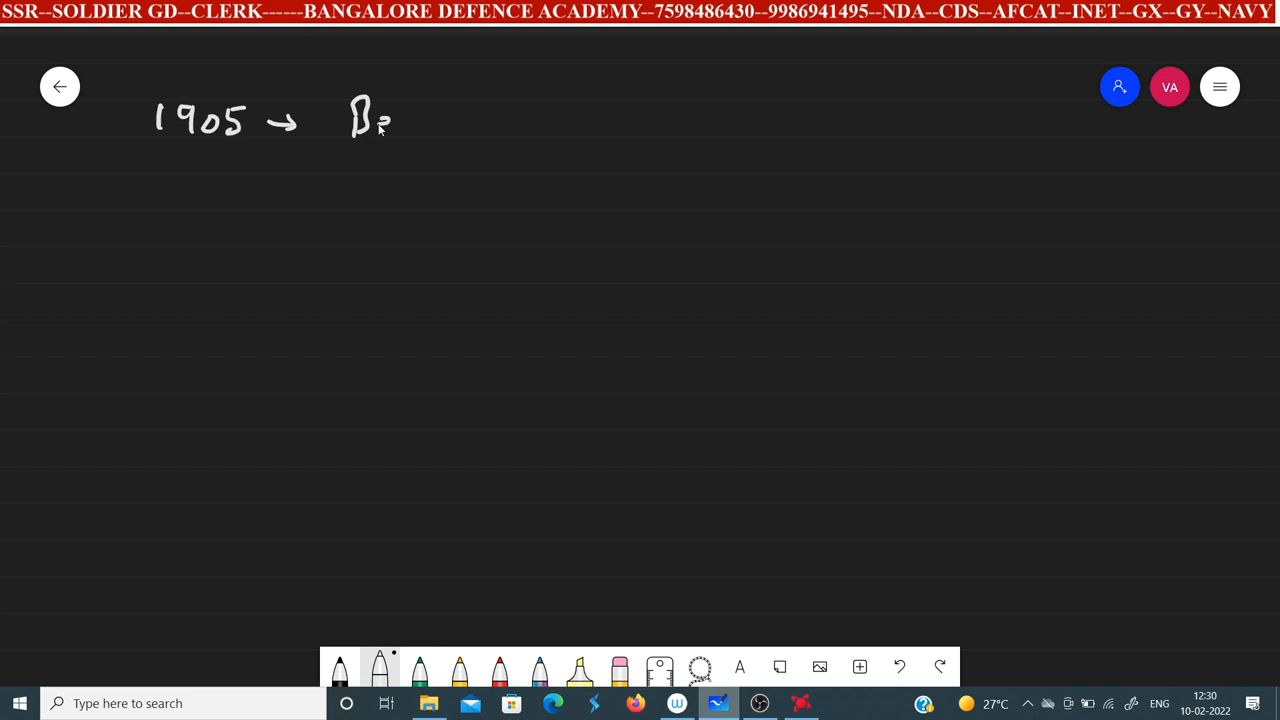 SSR--SOLDIER GD--CLERK------BANGALORE DEFENCE ACADEMY--7598486430--9986941495--NDA--CDS--AFCAT--INET--GX--GY--NAVY
VA
1905 → Be
A
Type here to search
W
27°C
ENG
12:30
10-02-2022